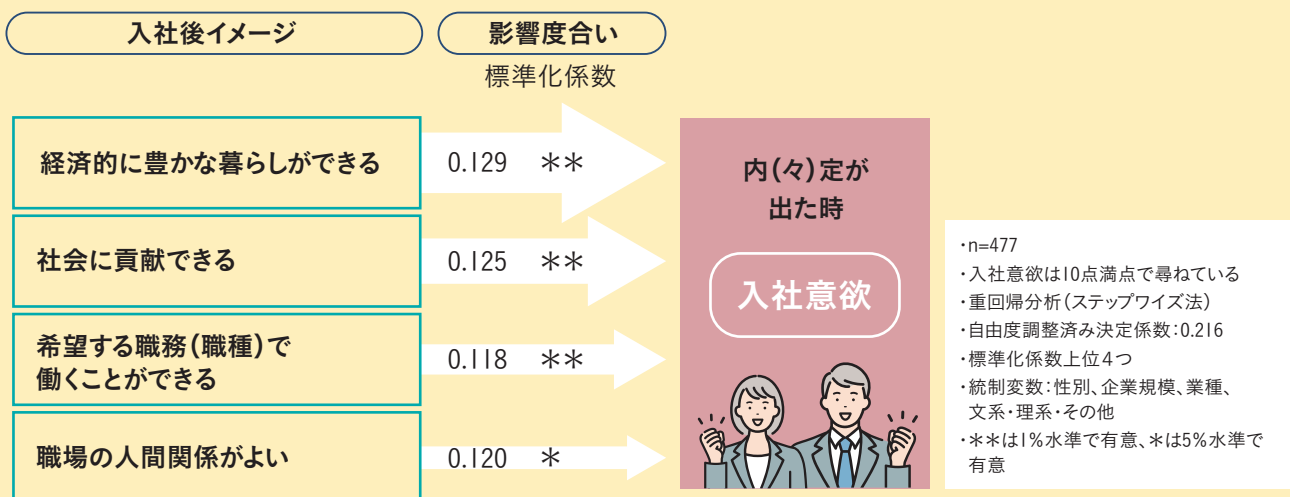 入社後イメージ
影響度合い
標準化係数
経済的に豊かな暮らしができる
0.129 **
社会に貢献できる
0.125 **
希望する職務(職種)で
働くことができる
0.118 **
職場の人間関係がよい
0.120 *
内(々)定が
出た時
入社意欲
・n=477
・入社意欲は10点満点で尋ねている
・重回帰分析(ステップワイズ法)
・自由度調整済み決定係数:0.216
・標準化係数上位4つ
・統制変数:性別、企業規模、業種、
文系・理系・その他
・**は1%水準で有意、*は5%水準で
有意